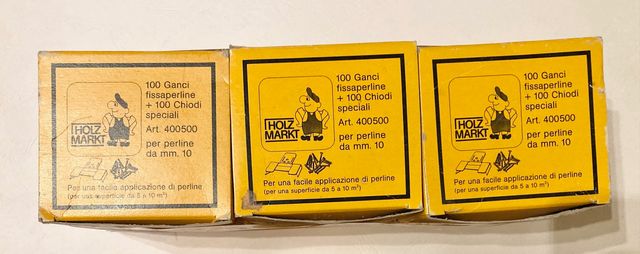 100 Ganci
fissaperline
+ 100 Chiodi
speciali
Art. 400500
per perline
da mm. 10
HOLZ
MARKT
Per una facile applicazione di perline
(per una superficie da 5 a 10 m²)
100 Ganci
fissaperline
+ 100 Chiodi
speciali
Art. 400500
per perline
da mm. 10
HOLZ
MARKT
Per una facile applicazione di perline
(per una superficie da 5 a 10 m²)
100 Ganci
fissaperline
+ 100 Chiodi
speciali
Art. 400500
per perline
da mm. 10
HOLZ
MARKT
Per una facile applicazione di perline
(per una superficie da 5 a 10 m²)